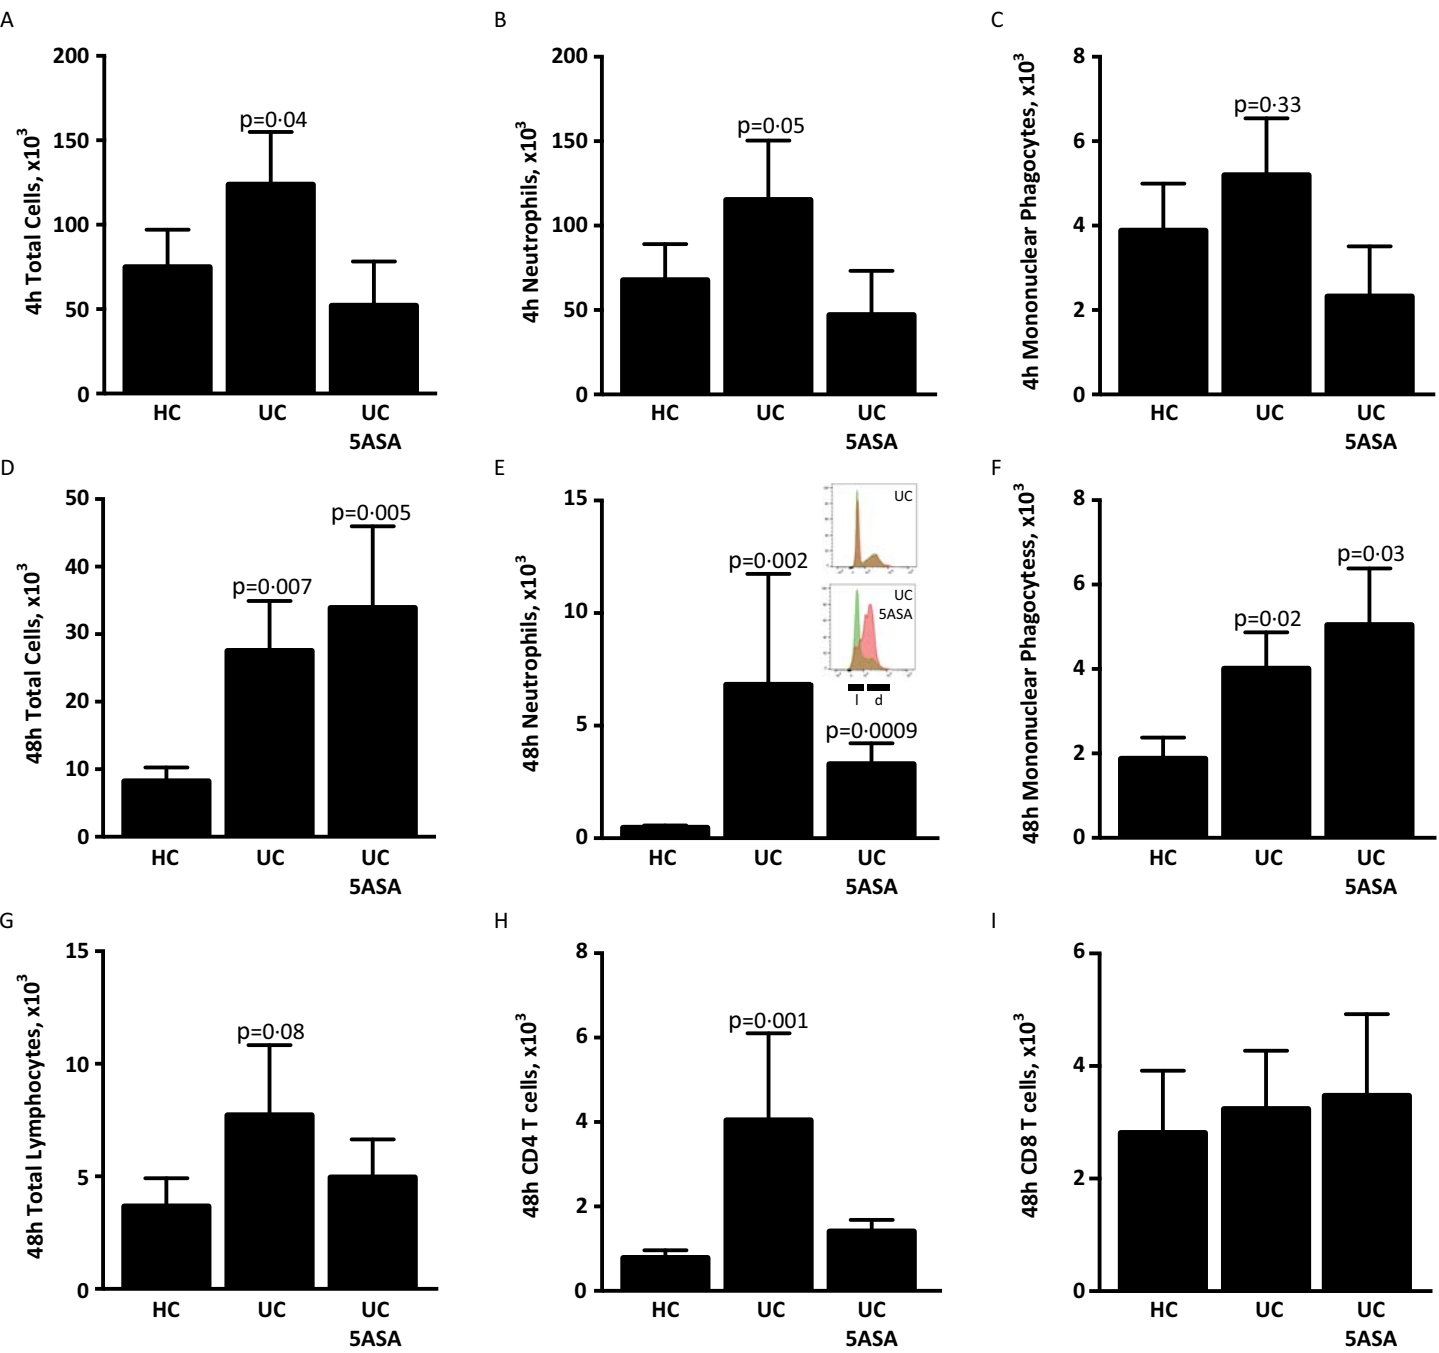 A
4h Total Cells, x10³
200
150
100
50
0
p=0·04
HC
UC
UC
5ASA
B
4h Neutrophils, x10³
200
150
100
50
0
p=0·05
HC
UC
UC
5ASA
C
4h Mononuclear Phagocytes, x10³
8
6
4
2
0
p=0·33
HC
UC
UC
5ASA
D
48h Total Cells, x10³
50
40
30
20
10
0
p=0·007
p=0·005
HC
UC
UC
5ASA
E
48h Neutrophils, x10³
15
10
5
0
p=0·002
p=0·0009
UC
UC
5ASA
l d
HC
UC
UC
5ASA
F
48h Mononuclear Phagocytess, x10³
8
6
4
2
0
p=0·02
p=0·03
HC
UC
UC
5ASA
G
48h Total Lymphocytes, x10³
15
10
5
0
p=0·08
HC
UC
UC
5ASA
H
48h CD4 T cells, x10³
8
6
4
2
0
p=0·001
HC
UC
UC
5ASA
I
48h CD8 T cells, x10³
6
4
2
0
HC
UC
UC
5ASA